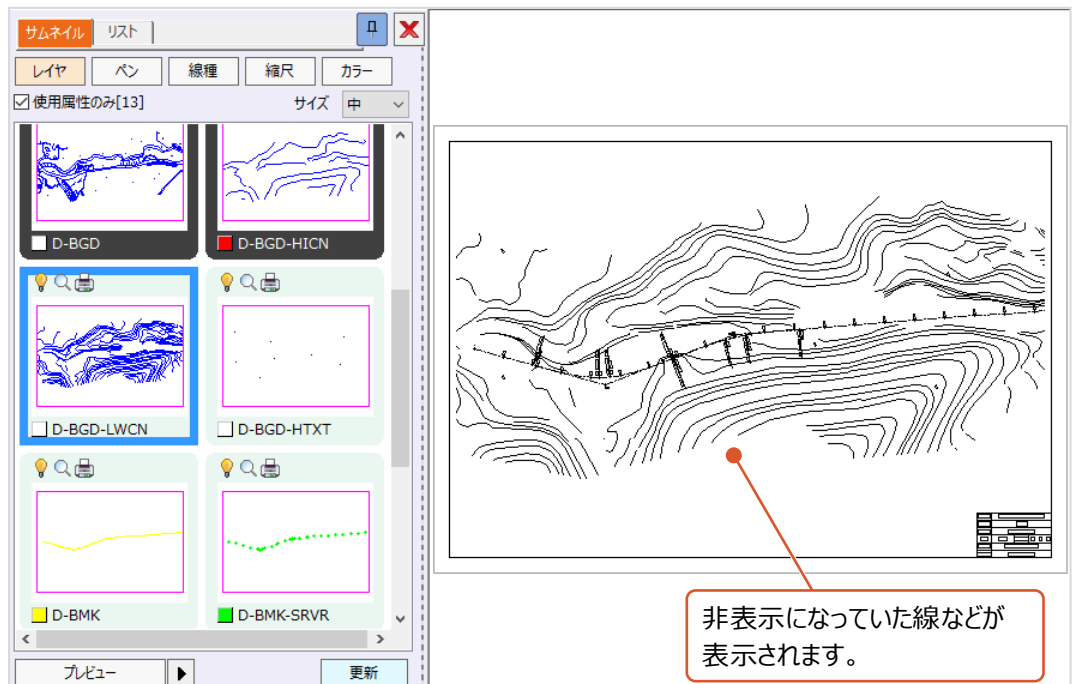 サムネイル リスト
レイヤ ペン 線種 縮尺 カラー
使用属性のみ[13] サイズ 中
D-BGD D-BGD-HICN
D-BGD-LWCN D-BGD-HTXT
D-BMK D-BMK-SRVR
プレビュー 更新
非表示になっていた線などが
表示されます。